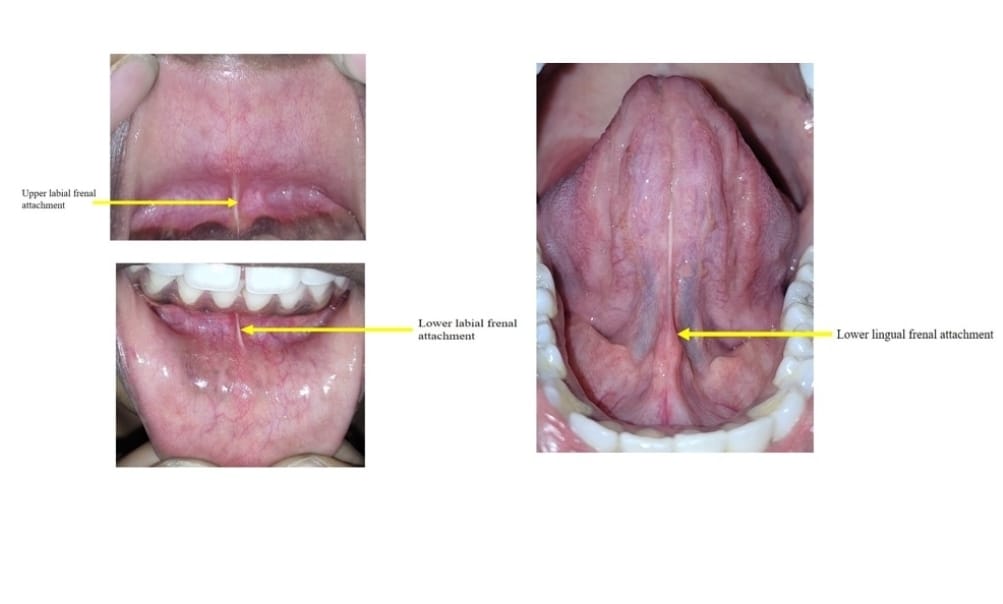 Upper labial frenal
attachment
Lower labial frenal
attachment
Lower lingual frenal attachment